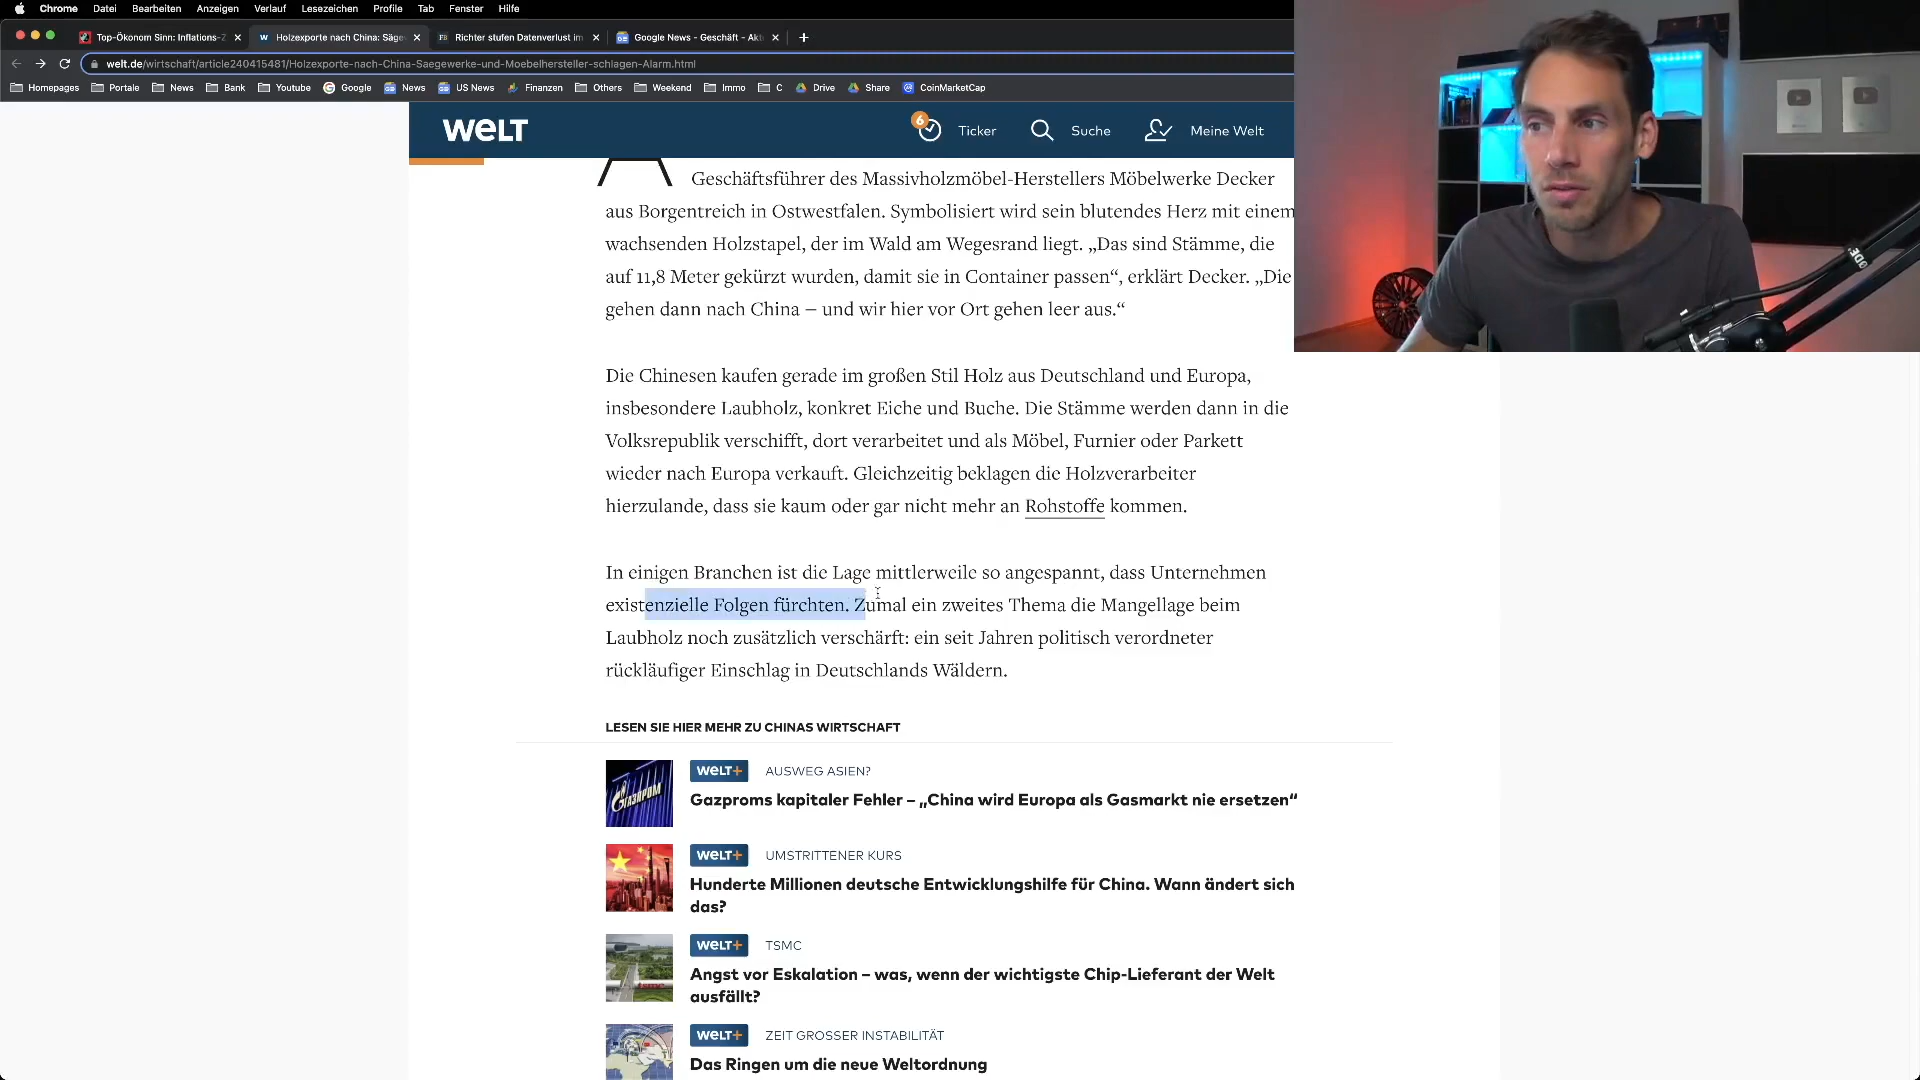 Chrome Datei Bearbeiten Anzeigen Verlauf Lesezeichen Profile Tab Fenster Hilfe
Top-Ökonom Sinn: Inflations-Z
Holzexporte nach China: Säge
Richter stufen Datenverlust im
Google News - Geschäft - Akt
welt.de/wirtschaft/article240415481/Holzexporte-nach-China-Saegewerke-und-Moebelhersteller-schlagen-Alarm.html
Homepages Portale News Bank Youtube Google News US News Finanzen Others Weekend Immo C Drive Share CoinMarketCap
WELT
6
Ticker
Suche
Meine Welt
Geschäftsführer des Massivholzmöbel-Herstellers Möbelwerke Decker
aus Borgentreich in Ostwestfalen. Symbolisiert wird sein blutendes Herz mit einem
wachsenden Holzstapel, der im Wald am Wegesrand liegt. „Das sind Stämme, die
auf 11,8 Meter gekürzt wurden, damit sie in Container passen“, erklärt Decker. „Die
gehen dann nach China – und wir hier vor Ort gehen leer aus.“
Die Chinesen kaufen gerade im großen Stil Holz aus Deutschland und Europa,
insbesondere Laubholz, konkret Eiche und Buche. Die Stämme werden dann in die
Volksrepublik verschifft, dort verarbeitet und als Möbel, Furnier oder Parkett
wieder nach Europa verkauft. Gleichzeitig beklagen die Holzverarbeiter
hierzulande, dass sie kaum oder gar nicht mehr an Rohstoffe kommen.
In einigen Branchen ist die Lage mittlerweile so angespannt, dass Unternehmen
existenzielle Folgen fürchten. Zumal ein zweites Thema die Mangellage beim
Laubholz noch zusätzlich verschärft: ein seit Jahren politisch verordneter
rückläufiger Einschlag in Deutschlands Wäldern.
LESEN SIE HIER MEHR ZU CHINAS WIRTSCHAFT
GAZPROM
WELT+ AUSWEG ASIEN?
Gazproms kapitaler Fehler – „China wird Europa als Gasmarkt nie ersetzen“
WELT+ UMSTRITTENER KURS
Hunderte Millionen deutsche Entwicklungshilfe für China. Wann ändert sich
das?
tsmc
WELT+ TSMC
Angst vor Eskalation – was, wenn der wichtigste Chip-Lieferant der Welt
ausfällt?
WELT+ ZEIT GROSSER INSTABILITÄT
Das Ringen um die neue Weltordnung